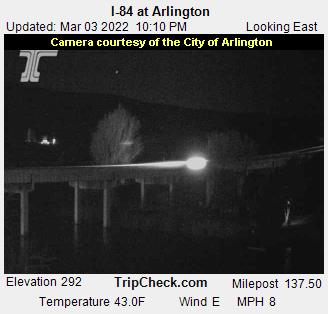 I-84 at Arlington
Updated: Mar 03 2022 10:10 PM Looking East
Camera courtesy of the City of Arlington
Elevation 292 TripCheck.com Milepost 137.50
Temperature 43.0F Wind E MPH 8